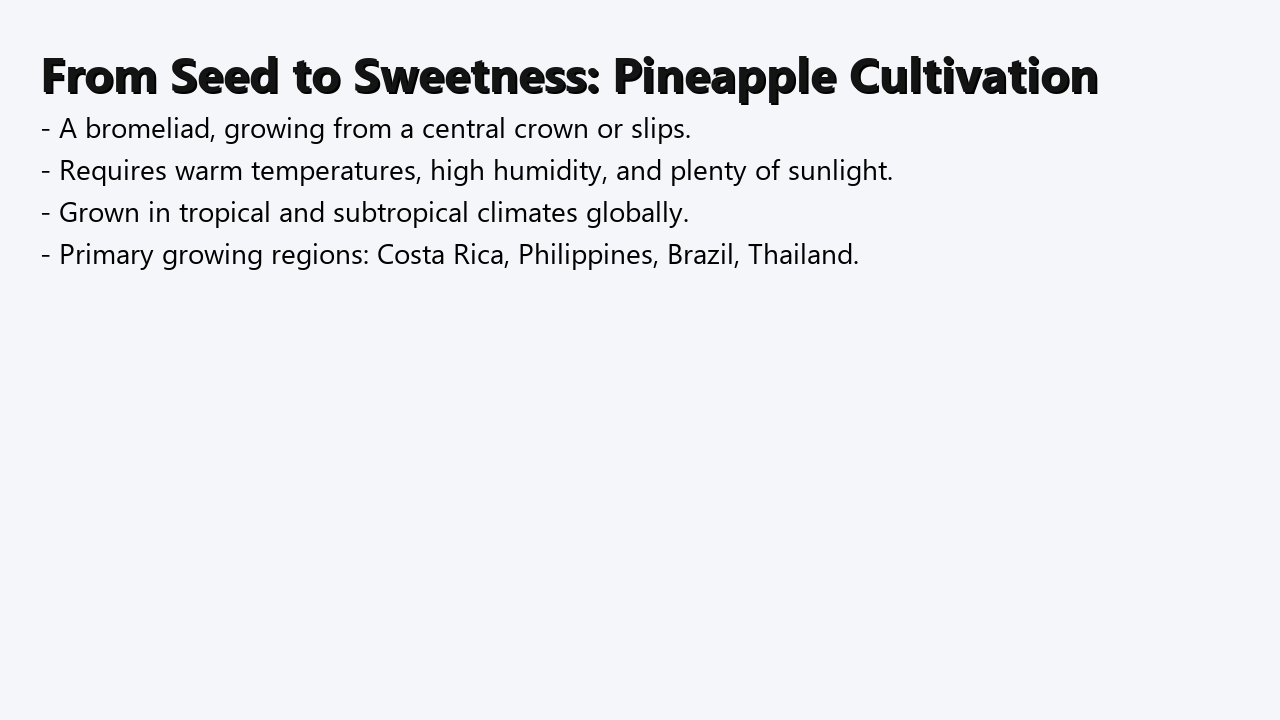 From Seed to Sweetness: Pineapple Cultivation
- A bromeliad, growing from a central crown or slips.
- Requires warm temperatures, high humidity, and plenty of sunlight.
- Grown in tropical and subtropical climates globally.
- Primary growing regions: Costa Rica, Philippines, Brazil, Thailand.